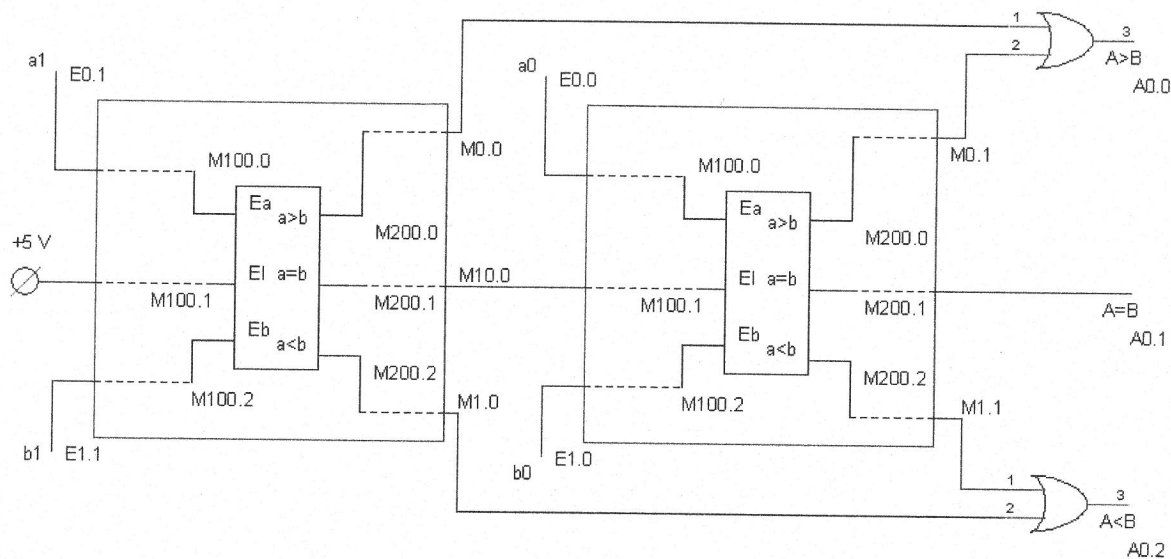 1
3
2
A>B
A0.0
a1
E0.1
a0
E0.0
M100.0
M0.0
M100.0
M0.1
Ea
a>b
M200.0
Ea
a>b
M200.0
+5 V
EI a=b
M10.0
EI a=b
M100.1
M200.1
M100.1
M200.1
A=B
A0.1
Eb
a<b
Eb
a<b
M200.2
M200.2
M100.2
M1.0
M100.2
M1.1
b1
E1.1
b0
E1.0
1
3
2
A<B
A0.2